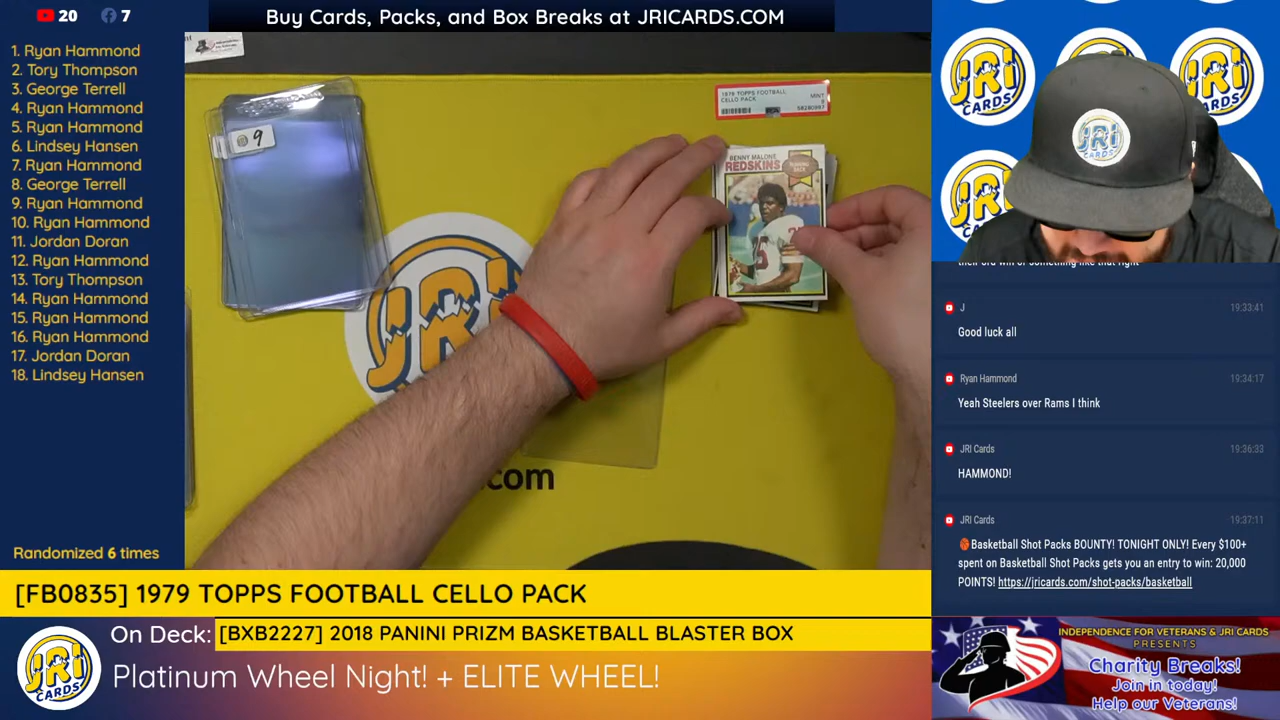 20 7
Buy Cards, Packs, and Box Breaks at JRICARDS.COM
1. Ryan Hammond
2. Tory Thompson
3. George Terrell
4. Ryan Hammond
5. Ryan Hammond
6. Lindsey Hansen
7. Ryan Hammond
8. George Terrell
9. Ryan Hammond
10. Ryan Hammond
11. Jordan Doran
12. Ryan Hammond
13. Tory Thompson
14. Ryan Hammond
15. Ryan Hammond
16. Ryan Hammond
17. Jordan Doran
18. Lindsey Hansen
Randomized 6 times
9
1979 TOPPS FOOTBALL
CELLO PACK
MINT
9
BENNY MALONE
REDSKINS
RUNNING
BACK
JRI
.com
JRI
CARDS
JRI
J 19:33:41
Good luck all
Ryan Hammond 19:34:17
Yeah Steelers over Rams I think
JRI Cards 19:36:33
HAMMOND!
JRI Cards 19:37:11
Basketball Shot Packs BOUNTY! TONIGHT ONLY! Every $100+
spent on Basketball Shot Packs gets you an entry to win: 20,000
POINTS! https://jricards.com/shot-packs/basketball
[FB0835] 1979 TOPPS FOOTBALL CELLO PACK
On Deck: [BXB2227] 2018 PANINI PRIZM BASKETBALL BLASTER BOX
Platinum Wheel Night! + ELITE WHEEL!
JRI
CARDS
INDEPENDENCE FOR VETERANS & JRI CARDS
PRESENTS
Charity Breaks!
Join in today!
Help our Veterans!